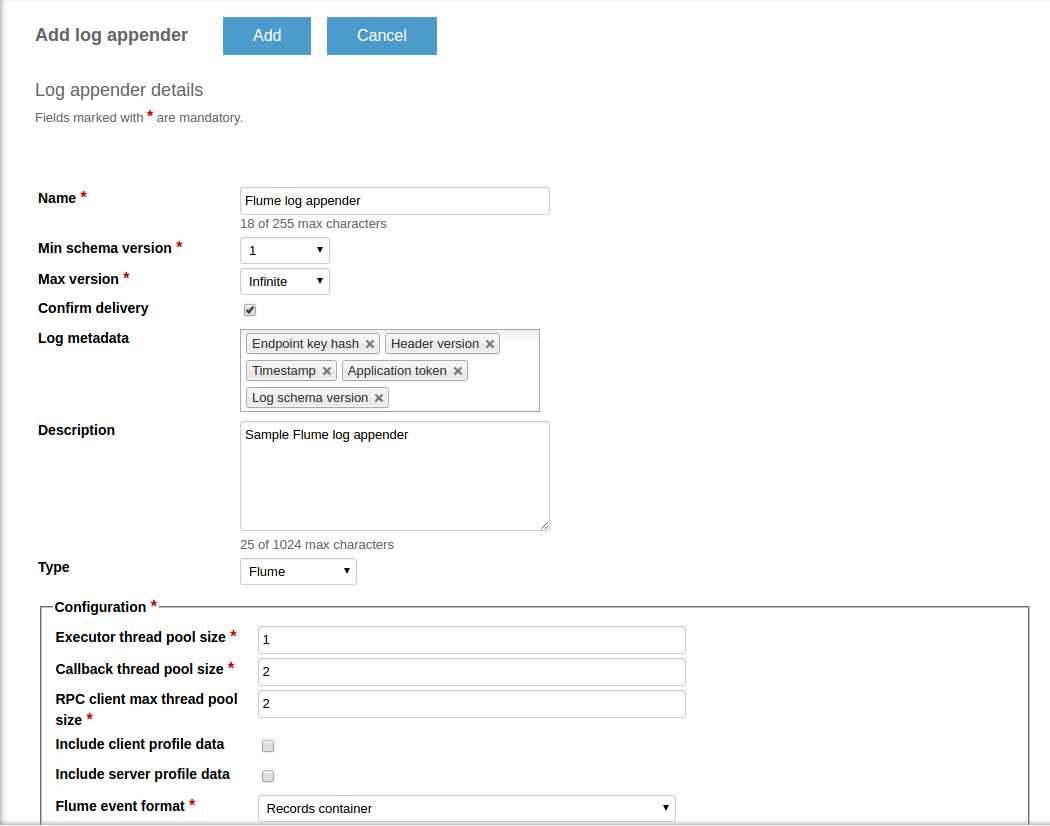 Add log appender Add Cancel
Log appender details
Fields marked with * are mandatory.
Name * Flume log appender
18 of 255 max characters
Min schema version * 1
Max version * Infinite
Confirm delivery
Log metadata Endpoint key hash Header version
Timestamp Application token
Log schema version
Description Sample Flume log appender
25 of 1024 max characters
Type Flume
Configuration *
Executor thread pool size * 1
Callback thread pool size * 2
RPC client max thread pool
size * 2
Include client profile data
Include server profile data
Flume event format * Records container